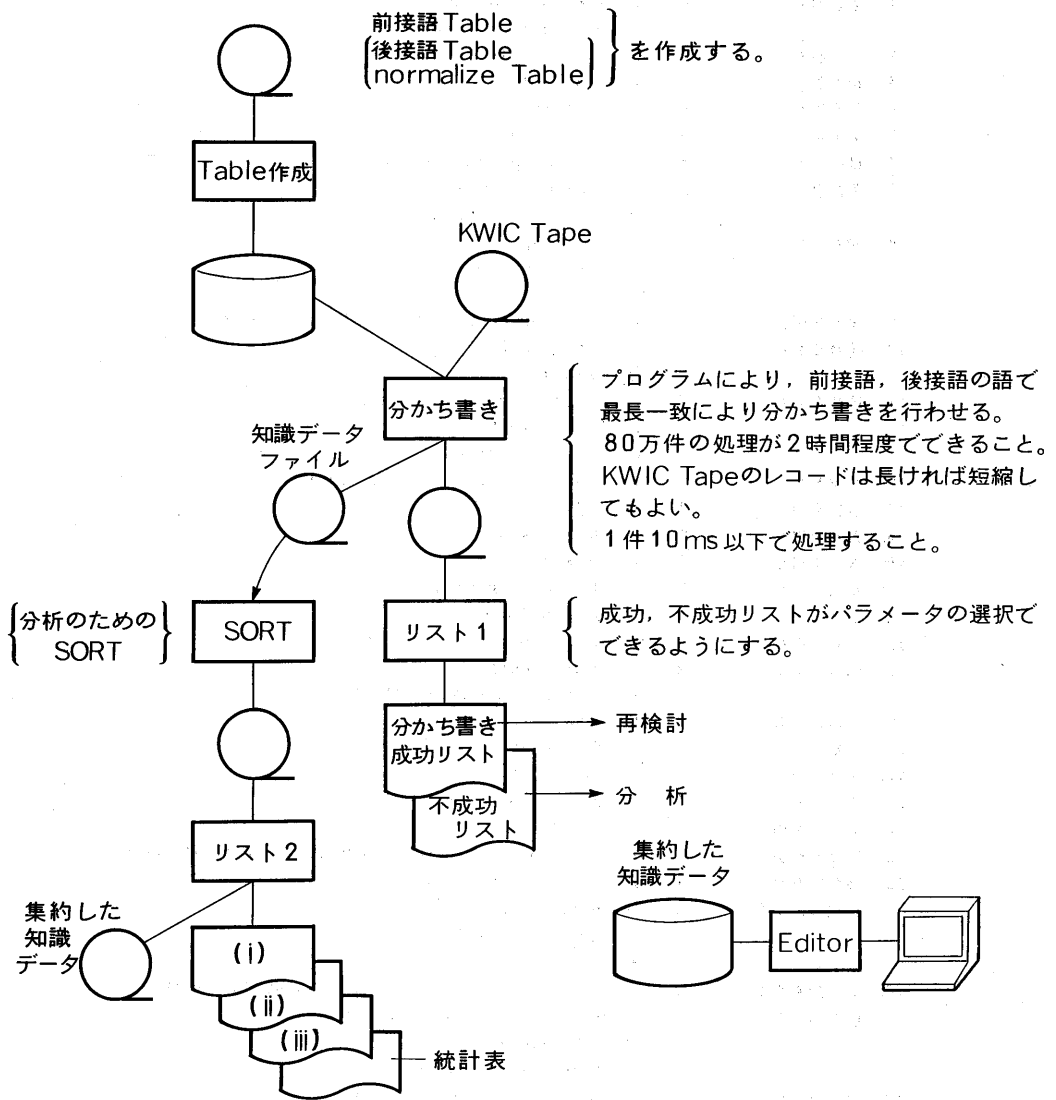 前接語 Table
後接語 Table
normalize Table
を作成する。
Table作成
KWIC Tape
分かち書き
プログラムにより，前接語，後接語の語で
最長一致により分かち書きを行わせる。
80万件の処理が2時間程度でできること。
KWIC Tapeのレコードは長ければ短縮し
てもよい。
1件10ms以下で処理すること。
知識データ
ファイル
分析のための
SORT
SORT
リスト1
成功，不成功リストがパラメータの選択で
できるようにする。
分かち書き
成功リスト
再検討
不成功
リスト
分　析
リスト2
集約した
知識
データ
(i)
(ii)
(iii)
統計表
集約した
知識データ
Editor